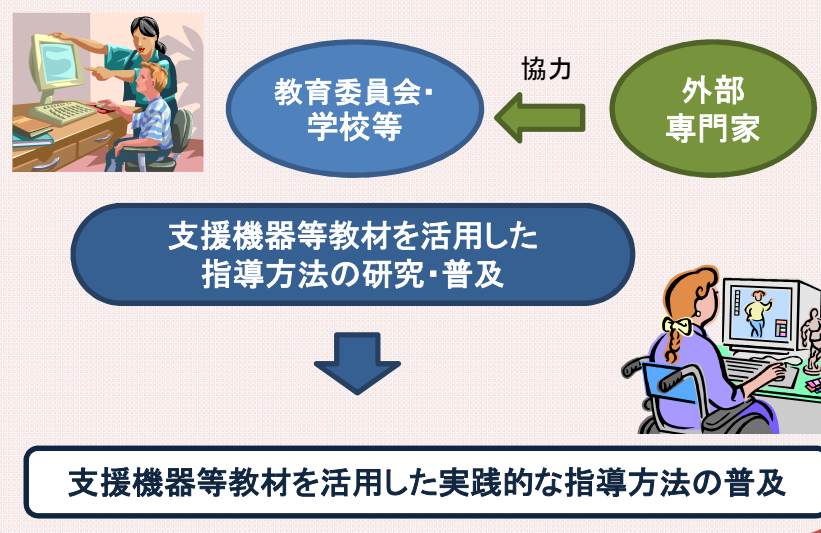 教育委員会・
学校等
協力
外部
専門家
支援機器等教材を活用した
指導方法の研究・普及
支援機器等教材を活用した実践的な指導方法の普及